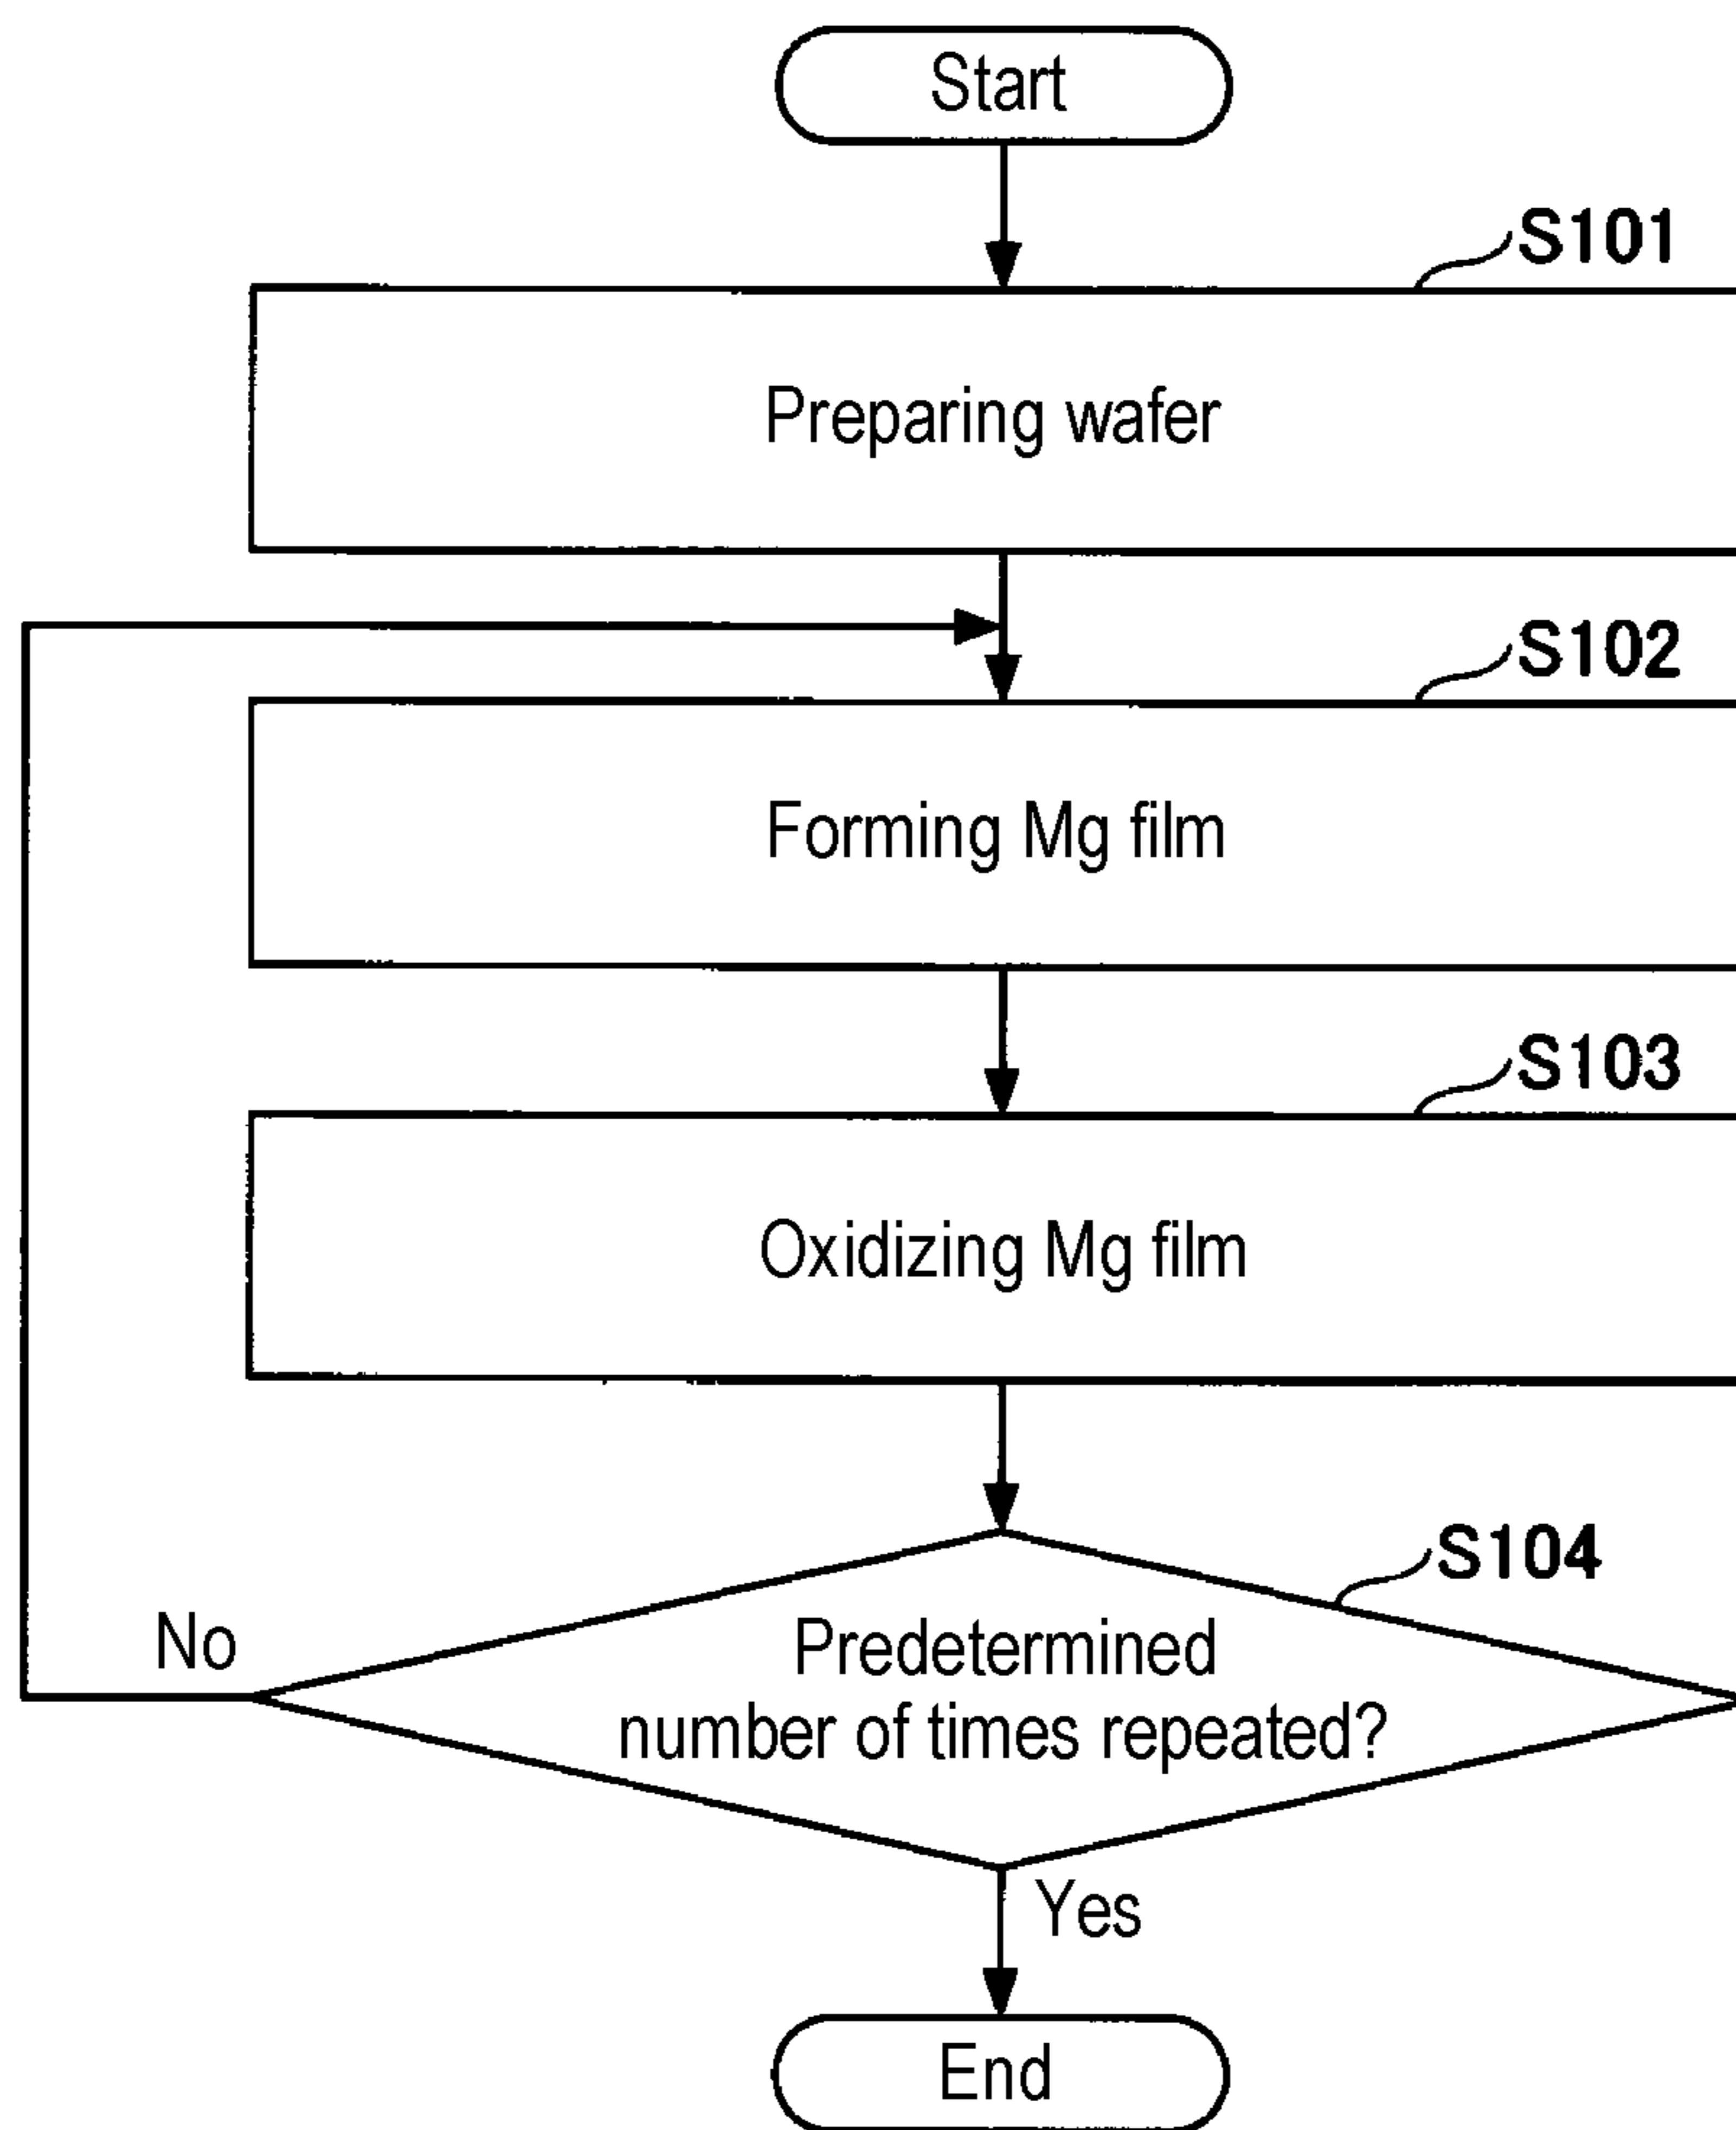 Start
S101
Preparing wafer
S102
Forming Mg film
S103
Oxidizing Mg film
S104
No
Predetermined
number of times repeated?
Yes
End